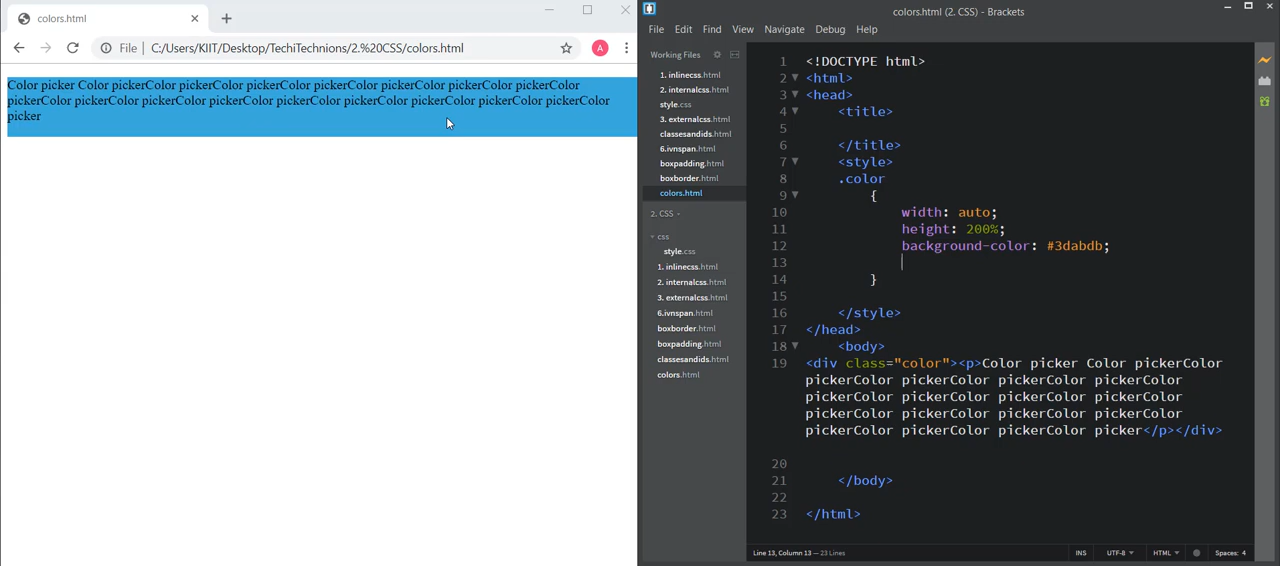 colors.html
File | C:/Users/KIIT/Desktop/TechiTechnions/2.%20CSS/colors.html
A
Color picker Color pickerColor pickerColor pickerColor pickerColor pickerColor pickerColor pickerColor
pickerColor pickerColor pickerColor pickerColor pickerColor pickerColor pickerColor pickerColor pickerColor
picker
colors.html (2. CSS) - Brackets
File Edit Find View Navigate Debug Help
Working Files
1. inlinecss.html
2. internalcss.html
style.css
3. externalcss.html
classesandids.html
6.ivnspan.html
boxpadding.html
boxborder.html
colors.html
2. CSS
css
style.css
1. inlinecss.html
2. internalcss.html
3. externalcss.html
6.ivnspan.html
boxborder.html
boxpadding.html
classesandids.html
colors.html
1 <!DOCTYPE html>
2 <html>
3 <head>
4 <title>
5
6 </title>
7 <style>
8 .color
9 {
10 width: auto;
11 height: 200%;
12 background-color: #3dabdb;
13
14 }
15
16 </style>
17 </head>
18 <body>
19 <div class="color"><p>Color picker Color pickerColor
pickerColor pickerColor pickerColor pickerColor
pickerColor pickerColor pickerColor pickerColor
pickerColor pickerColor pickerColor pickerColor
pickerColor pickerColor pickerColor picker</p></div>
20
21 </body>
22
23 </html>
Line 13, Column 13 — 23 Lines
INS UTF-8 HTML Spaces: 4